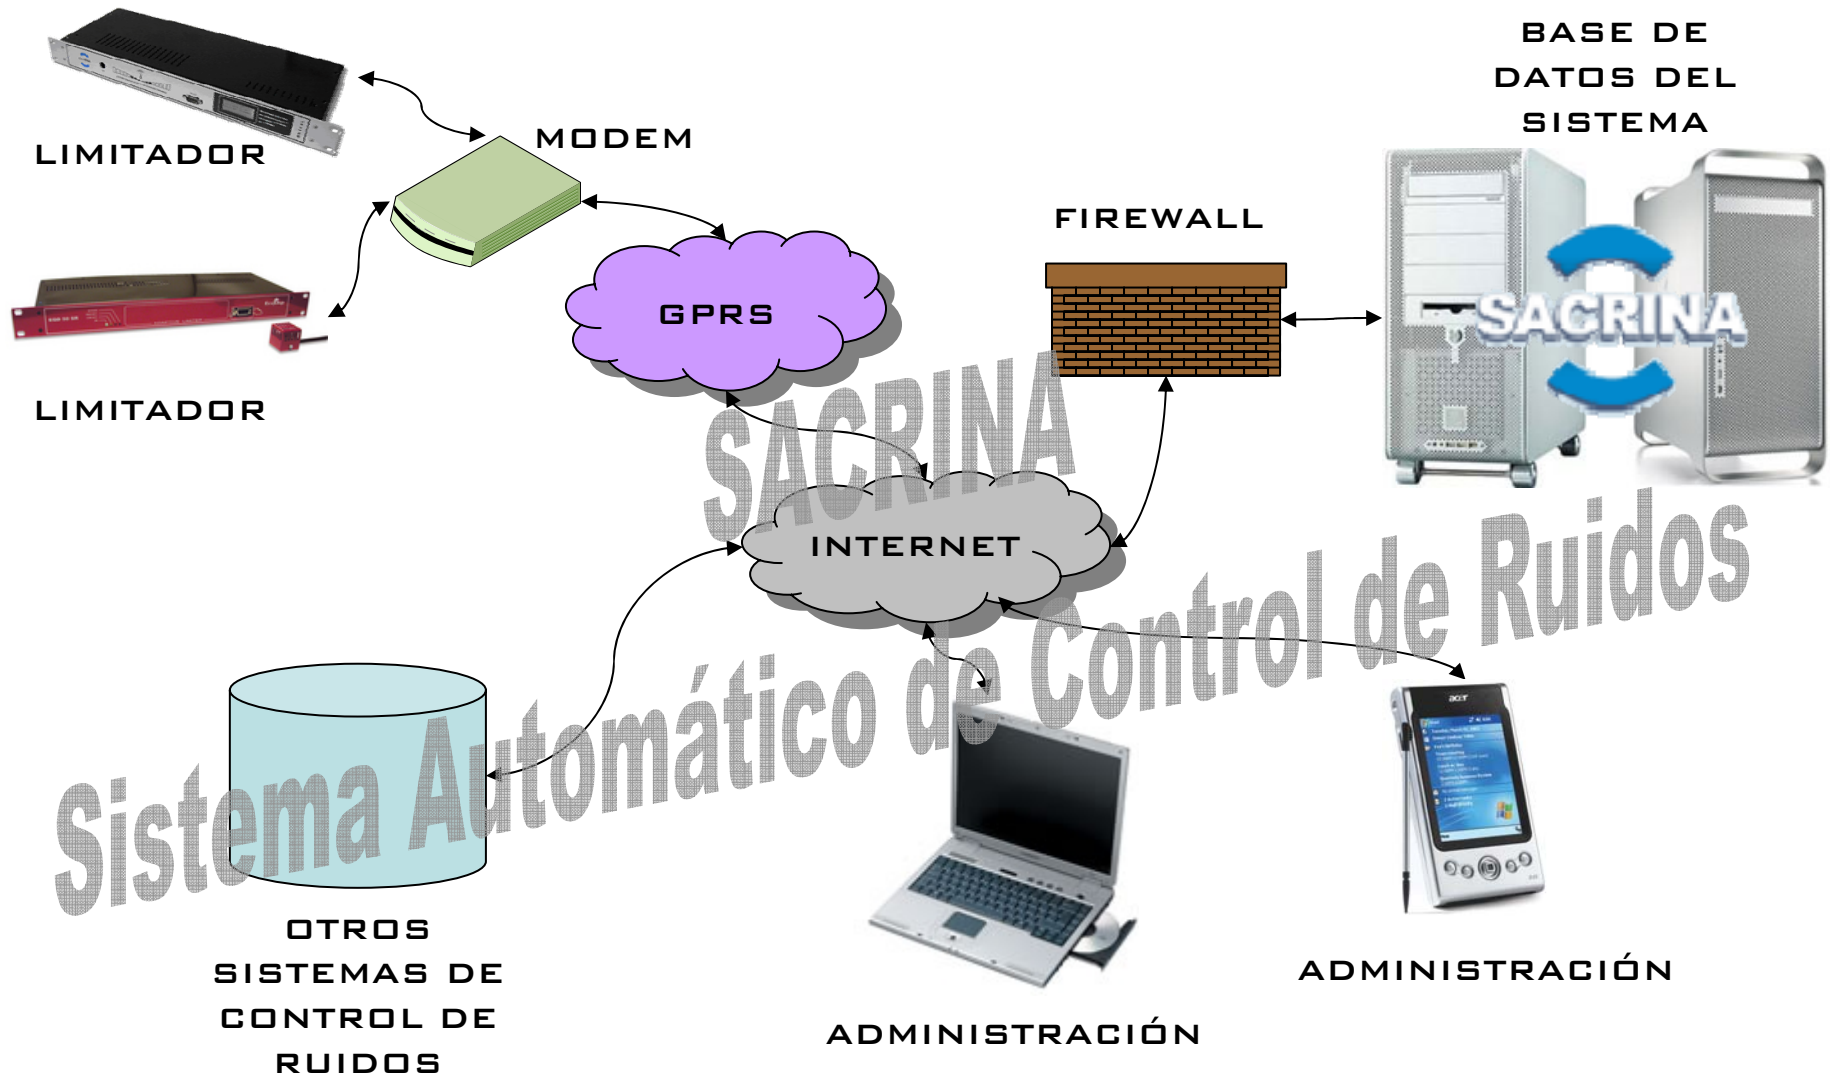 BASE DE
DATOS DEL
SISTEMA
LIMITADOR
MODEM
FIREWALL
GPRS
SACRINA
LIMITADOR
SACRINA
INTERNET
Sistema Automático de Control de Ruidos
acer
OTROS
SISTEMAS DE
CONTROL DE
RUIDOS
ADMINISTRACIÓN
ADMINISTRACIÓN